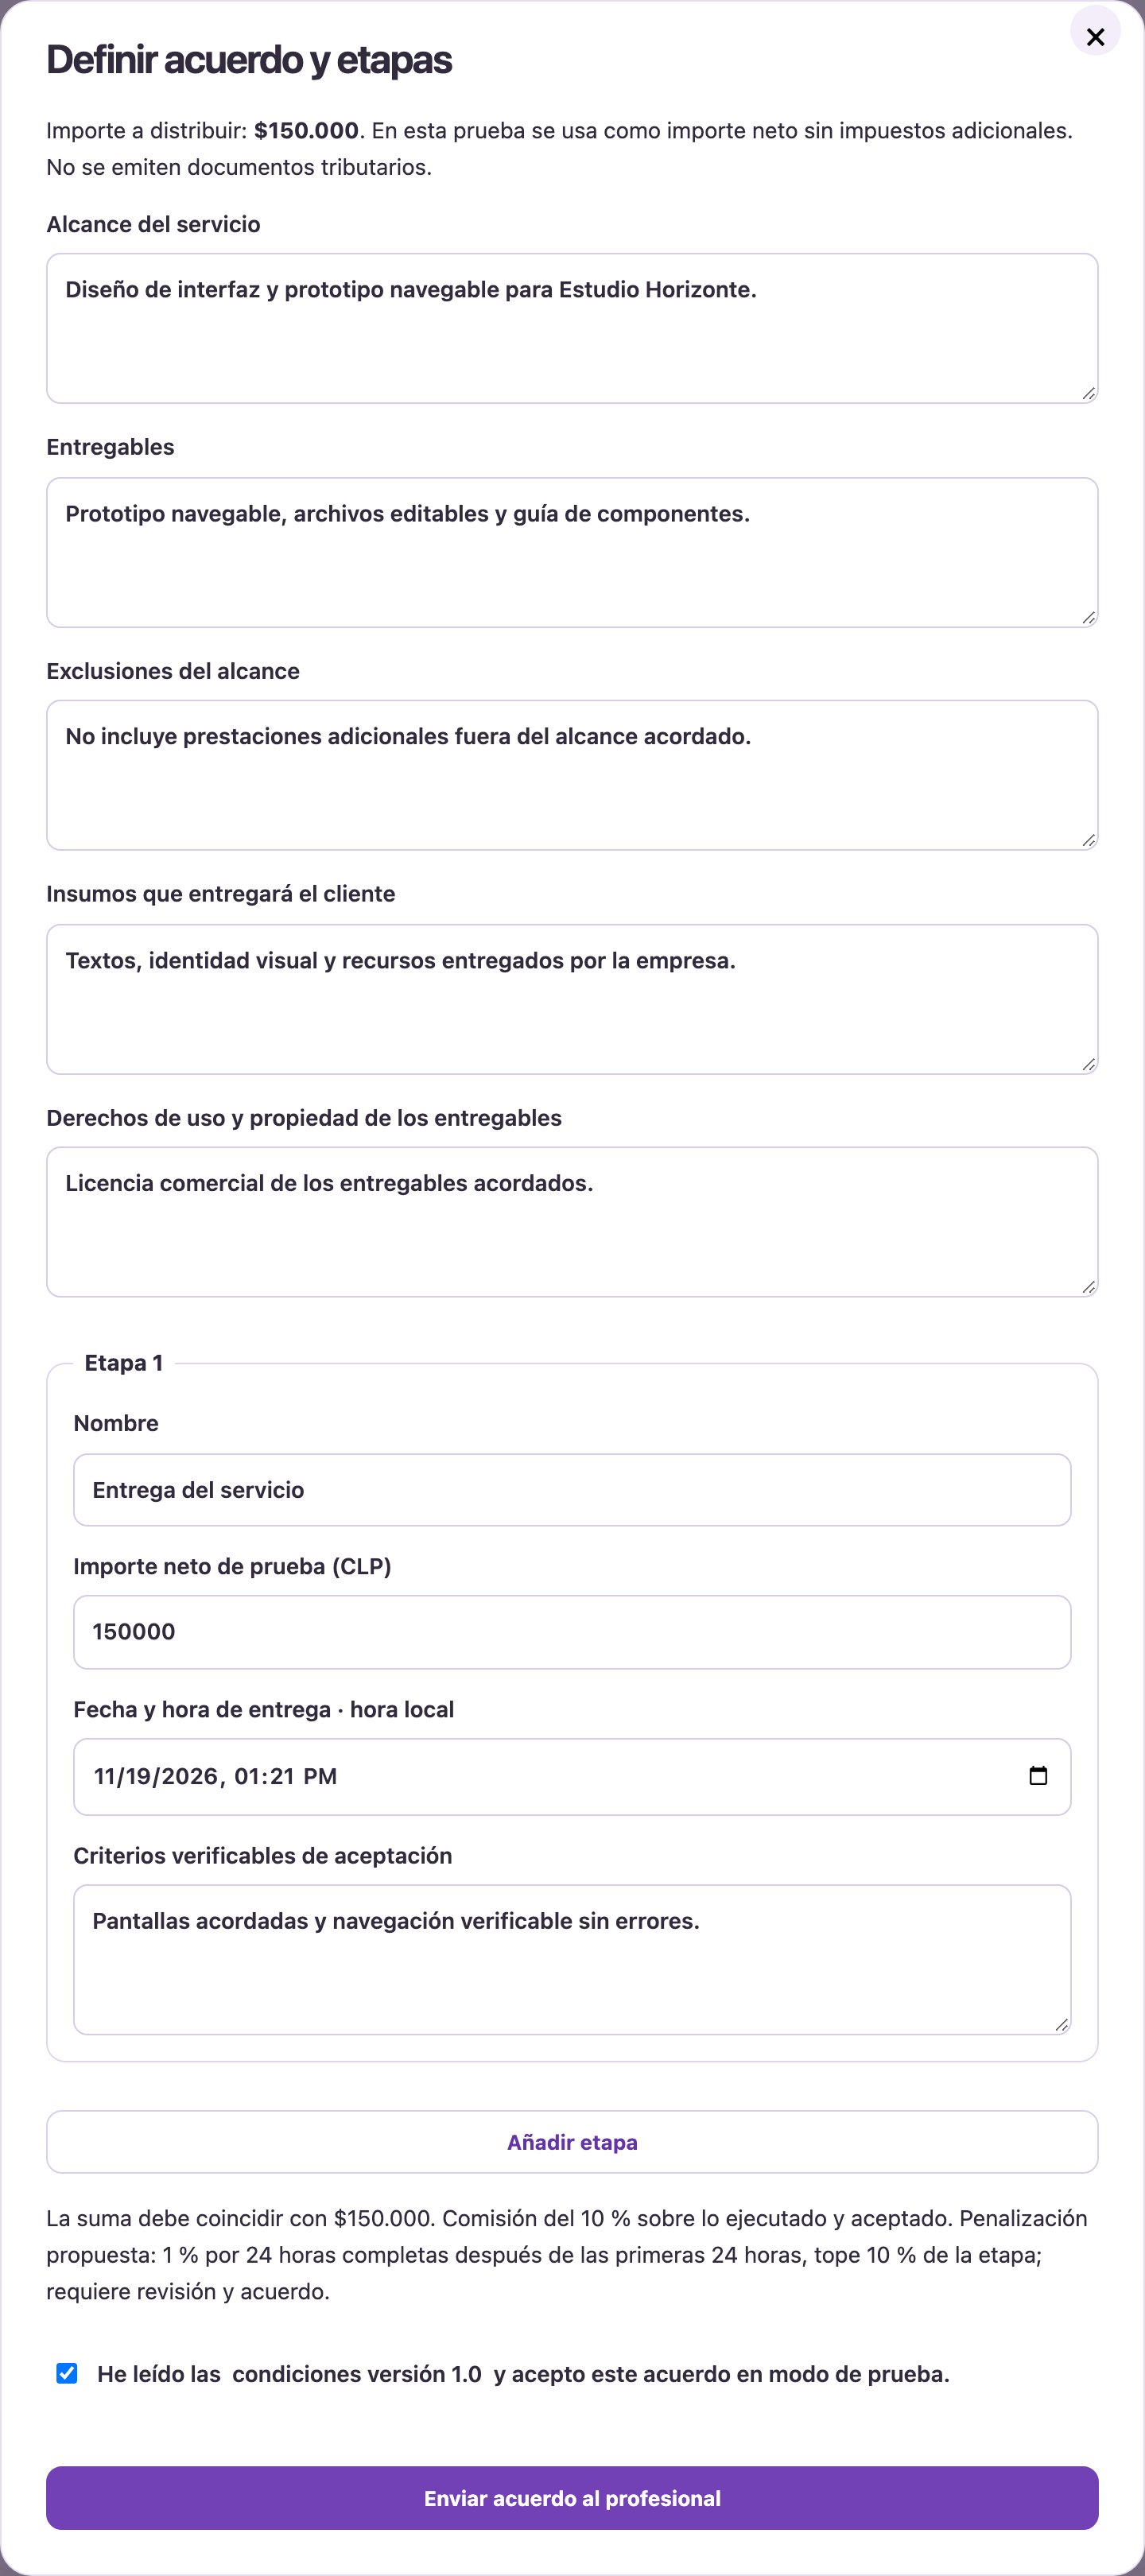 Definir acuerdo y etapas
Importe a distribuir: $150.000. En esta prueba se usa como importe neto sin impuestos adicionales.
No se emiten documentos tributarios.
Alcance del servicio
Diseño de interfaz y prototipo navegable para Estudio Horizonte.
Entregables
Prototipo navegable, archivos editables y guía de componentes.
Exclusiones del alcance
No incluye prestaciones adicionales fuera del alcance acordado.
Insumos que entregará el cliente
Textos, identidad visual y recursos entregados por la empresa.
Derechos de uso y propiedad de los entregables
Licencia comercial de los entregables acordados.
Etapa 1
Nombre
Entrega del servicio
Importe neto de prueba (CLP)
150000
Fecha y hora de entrega · hora local
11/19/2026, 01:21 PM
Criterios verificables de aceptación
Pantallas acordadas y navegación verificable sin errores.
Añadir etapa
La suma debe coincidir con $150.000. Comisión del 10 % sobre lo ejecutado y aceptado. Penalización
propuesta: 1 % por 24 horas completas después de las primeras 24 horas, tope 10 % de la etapa;
requiere revisión y acuerdo.
He leído las condiciones versión 1.0 y acepto este acuerdo en modo de prueba.
Enviar acuerdo al profesional